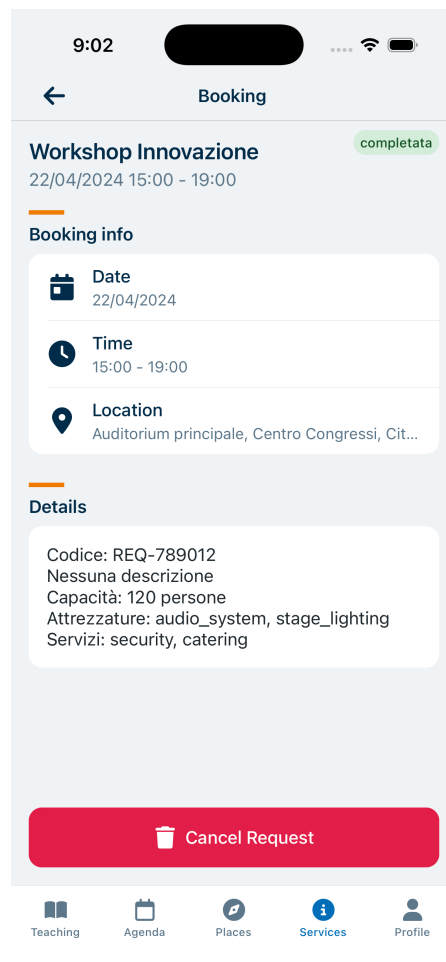 9:02
Booking
completata
Workshop Innovazione
22/04/2024 15:00 - 19:00
Booking info
Date
22/04/2024
Time
15:00 - 19:00
Location
Auditorium principale, Centro Congressi, Cit...
Details
Codice: REQ-789012
Nessuna descrizione
Capacità: 120 persone
Attrezzature: audio_system, stage_lighting
Servizi: security, catering
Cancel Request
Teaching Agenda Places Services Profile